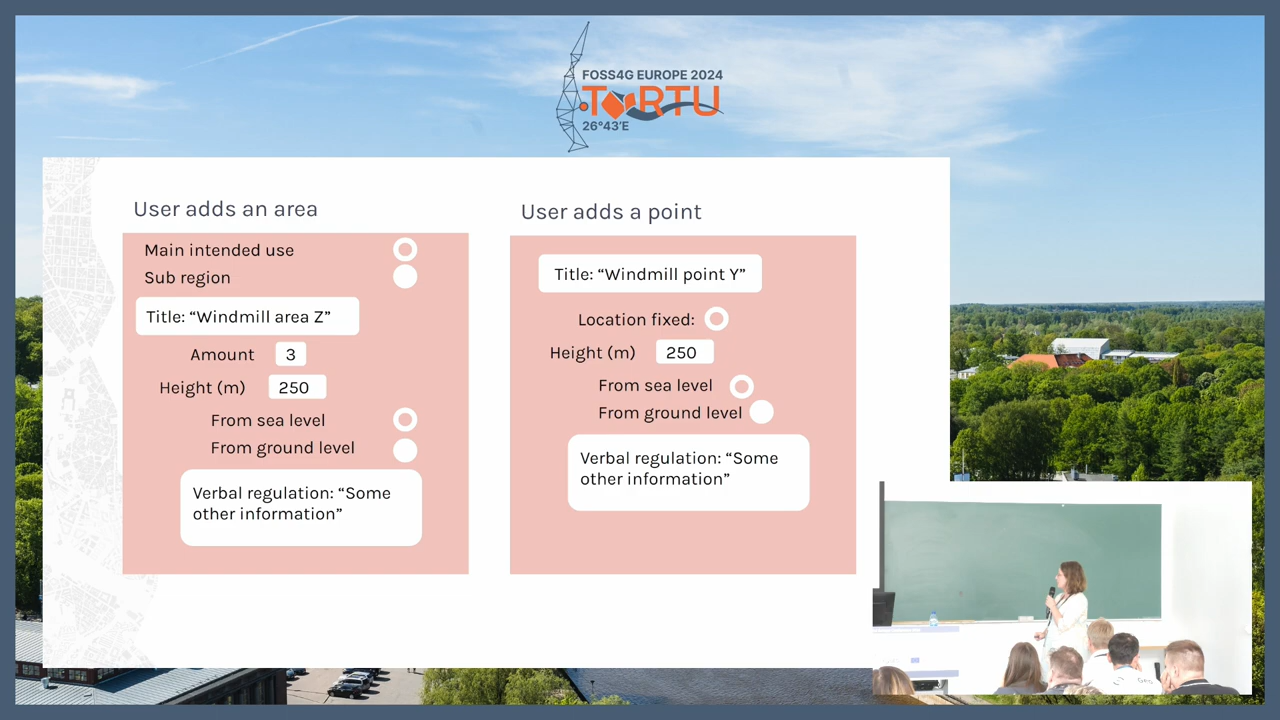 FOSS4G EUROPE 2024
TARTU
26°43'E
User adds an area
Main intended use
Sub region
Title: “Windmill area Z”
Amount 3
Height (m) 250
From sea level
From ground level
Verbal regulation: “Some
other information”
User adds a point
Title: “Windmill point Y”
Location fixed:
Height (m) 250
From sea level
From ground level
Verbal regulation: “Some
other information”